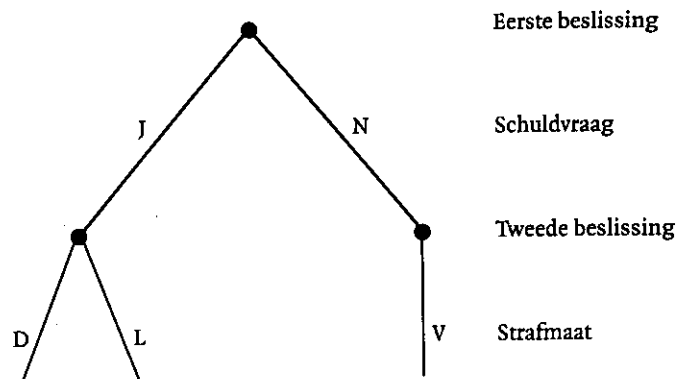 Eerste beslissing
J N Schuldvraag
Tweede beslissing
D L V Strafmaat